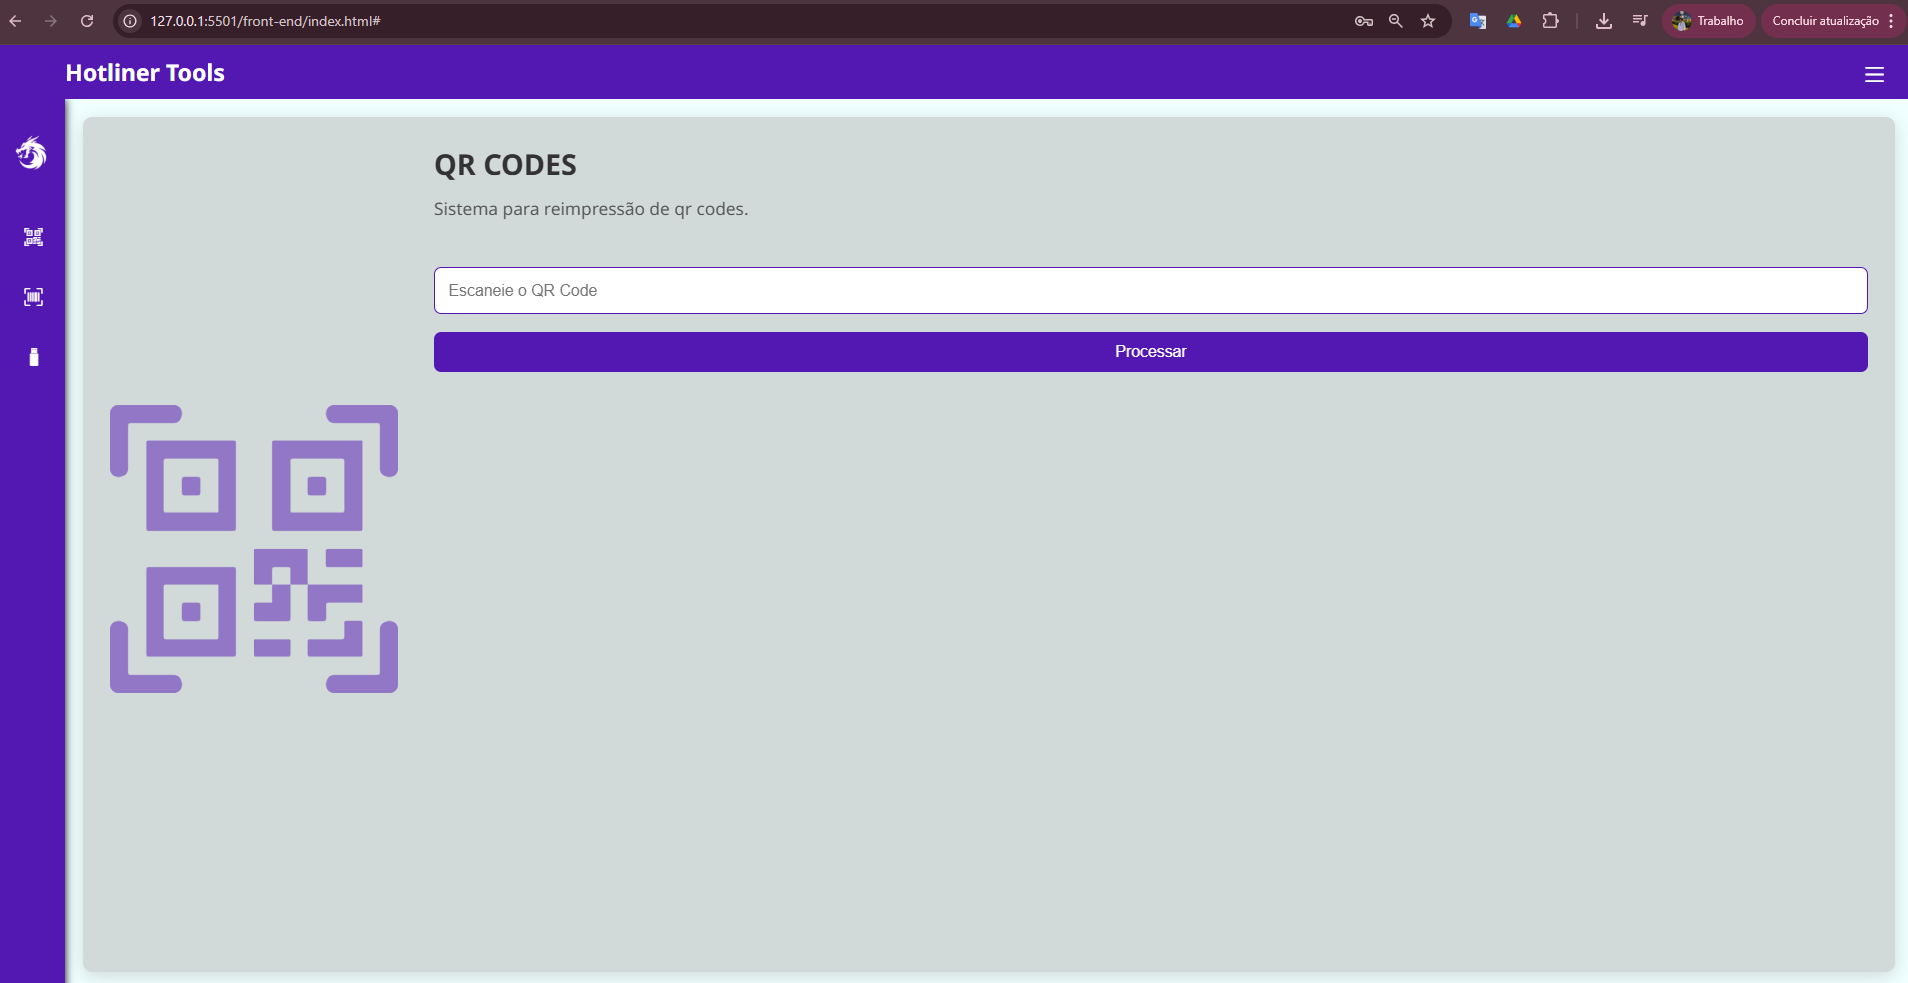 127.0.0.1:5501/front-end/index.html#
Trabalho
Concluir atualização
Hotliner Tools
QR CODES
Sistema para reimpressão de qr codes.
Escaneie o QR Code
Processar